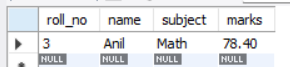 roll_no name subject marks
3 Anil Math 78.40
NULL NULL NULL NULL